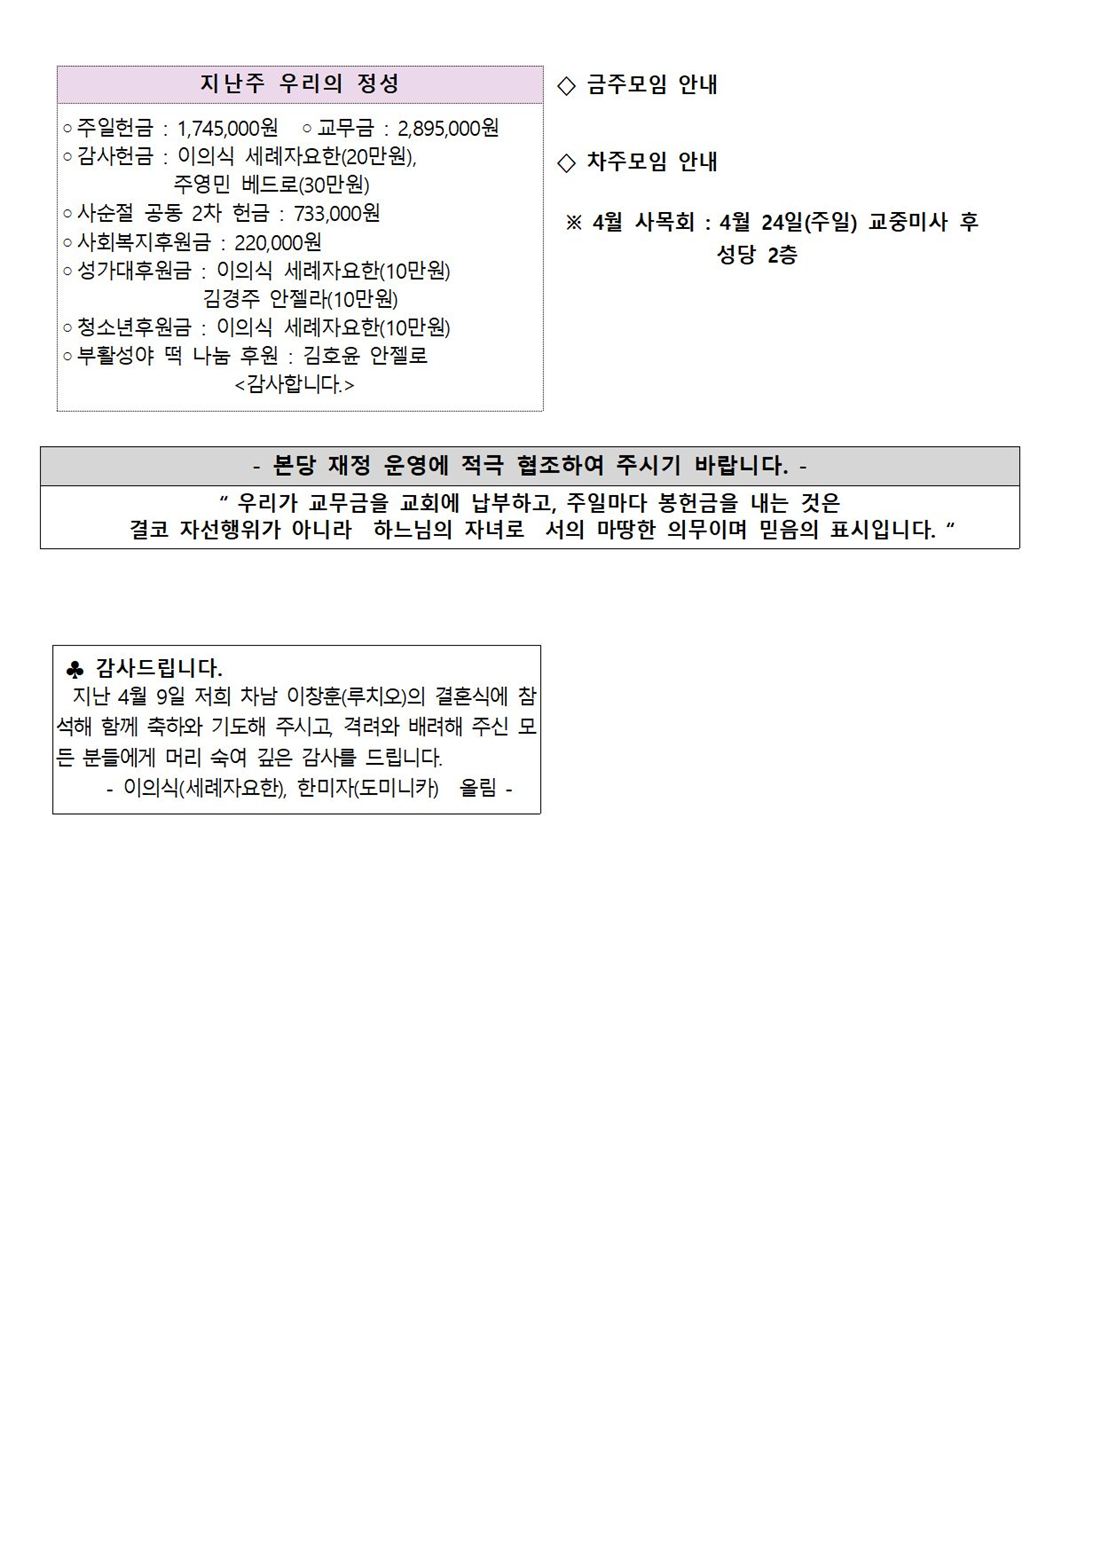 지난주 우리의 정성
○ 주일헌금 : 1,745,000원 ○ 교무금 : 2,895,000원
○ 감사헌금 : 이의식 세례자요한(20만원),
주영민 베드로(30만원)
○ 사순절 공동 2차 헌금 : 733,000원
○ 사회복지후원금 : 220,000원
○ 성가대후원금 : 이의식 세례자요한(10만원)
김경주 안젤라(10만원)
○ 청소년후원금 : 이의식 세례자요한(10만원)
○ 부활성야 떡 나눔 후원 : 김호윤 안젤로
<감사합니다.>
◇ 금주모임 안내
◇ 차주모임 안내
※ 4월 사목회 : 4월 24일(주일) 교중미사 후
성당 2층
- 본당 재정 운영에 적극 협조하여 주시기 바랍니다. -
“ 우리가 교무금을 교회에 납부하고, 주일마다 봉헌금을 내는 것은
결코 자선행위가 아니라 하느님의 자녀로 서의 마땅한 의무이며 믿음의 표시입니다. “
♣ 감사드립니다.
지난 4월 9일 저희 차남 이창훈(루치오)의 결혼식에 참
석해 함께 축하와 기도해 주시고, 격려와 배려해 주신 모
든 분들에게 머리 숙여 깊은 감사를 드립니다.
- 이의식(세례자요한), 한미자(도미니카) 올림 -